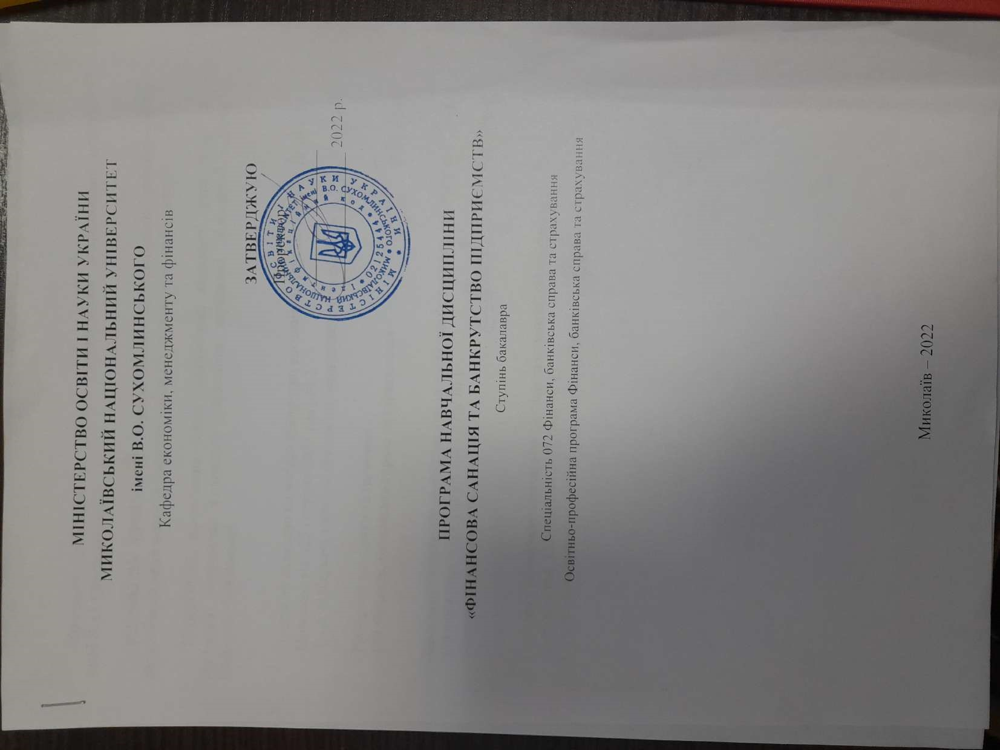 МІНІСТЕРСТВО ОСВІТИ І НАУКИ УКРАЇНИ
МИКОЛАЇВСЬКИЙ НАЦІОНАЛЬНИЙ УНІВЕРСИТЕТ
імені В.О. СУХОМЛИНСЬКОГО
Кафедра економіки, менеджменту та фінансів
ЗАТВЕРДЖУЮ
Проректор
2022 р.
МІНІСТЕРСТВО ОСВІТИ І НАУКИ УКРАЇНИ
МИКОЛАЇВСЬКИЙ НАЦІОНАЛЬНИЙ УНІВЕРСИТЕТ імені В.О. СУХОМЛИНСЬКОГО
Ідентифікаційний код 02125444
ПРОГРАМА НАВЧАЛЬНОЇ ДИСЦИПЛІНИ
«ФІНАНСОВА САНАЦІЯ ТА БАНКРУТСТВО ПІДПРИЄМСТВ»
Ступінь бакалавра
Спеціальність 072 Фінанси, банківська справа та страхування
Освітньо-професійна програма Фінанси, банківська справа та страхування
Миколаїв – 2022